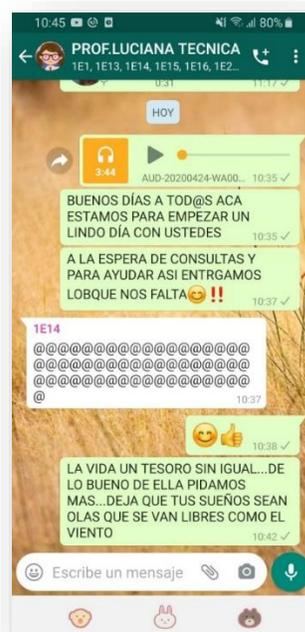 10:45
80%
PROF.LUCIANA TECNICA
1E1, 1E13, 1E14, 1E15, 1E16, 1E2...
0:31 11:17
HOY
3:44 AUD-20200424-WA00... 10:35
BUENOS DÍAS A TOD@S ACA
ESTAMOS PARA EMPEZAR UN
LINDO DÍA CON USTEDES
10:35
A LA ESPERA DE CONSULTAS Y
PARA AYUDAR ASI ENTRGAMOS
LOBQUE NOS FALTA😊‼️
10:37
1E14
@@@@@@@@@@@@@@@@@
@@@@@@@@@@@@@@@@@
@@@@@@@@@@@@@@@@@
@
10:37
😊👍
10:38
LA VIDA UN TESORO SIN IGUAL...DE
LO BUENO DE ELLA PIDAMOS
MAS...DEJA QUE TUS SUEÑOS SEAN
OLAS QUE SE VAN LIBRES COMO EL
VIENTO
10:42
Escribe un mensaje